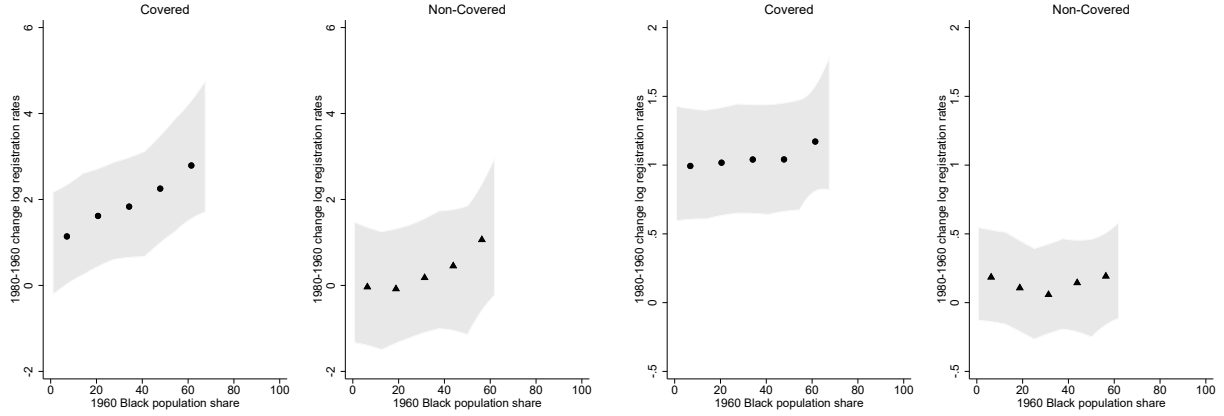 Covered
1980-1960 change log registration rates
6
4
2
0
-2
0 20 40 60 80 100
1960 Black population share
Non-Covered
1980-1960 change log registration rates
6
4
2
0
-2
0 20 40 60 80 100
1960 Black population share
Covered
1980-1960 change log registration rates
2
1.5
1
.5
0
-.5
0 20 40 60 80 100
1960 Black population share
Non-Covered
1980-1960 change log registration rates
2
1.5
1
.5
0
-.5
0 20 40 60 80 100
1960 Black population share